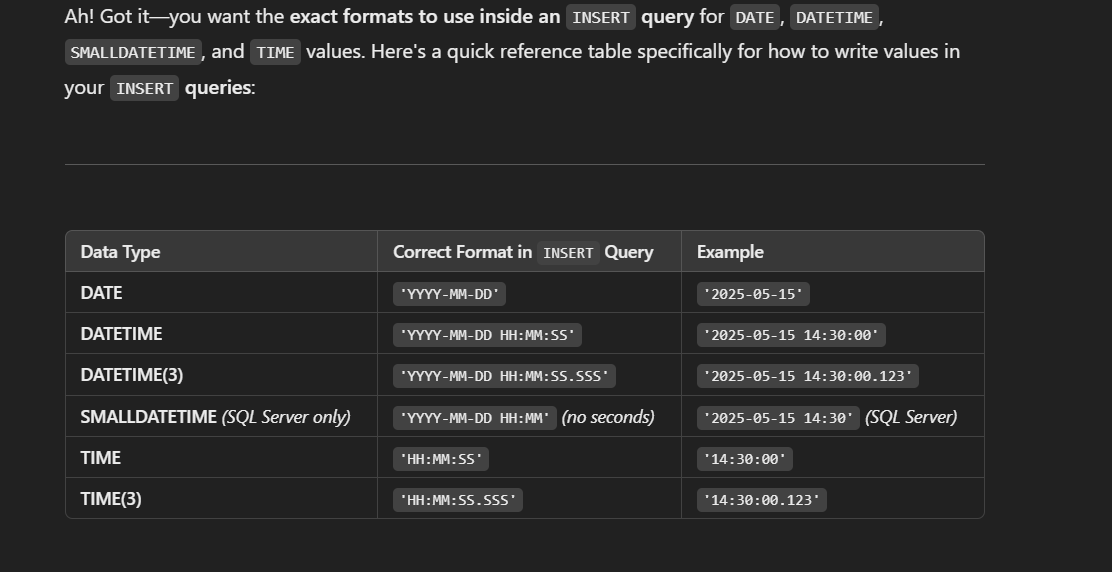 Ah! Got it—you want the exact formats to use inside an INSERT query for DATE, DATETIME,
SMALLDATETIME, and TIME values. Here's a quick reference table specifically for how to write values in
your INSERT queries:
Data Type Correct Format in INSERT Query Example
DATE 'YYYY-MM-DD' '2025-05-15'
DATETIME 'YYYY-MM-DD HH:MM:SS' '2025-05-15 14:30:00'
DATETIME(3) 'YYYY-MM-DD HH:MM:SS.SSS' '2025-05-15 14:30:00.123'
SMALLDATETIME (SQL Server only) 'YYYY-MM-DD HH:MM' (no seconds) '2025-05-15 14:30' (SQL Server)
TIME 'HH:MM:SS' '14:30:00'
TIME(3) 'HH:MM:SS.SSS' '14:30:00.123'